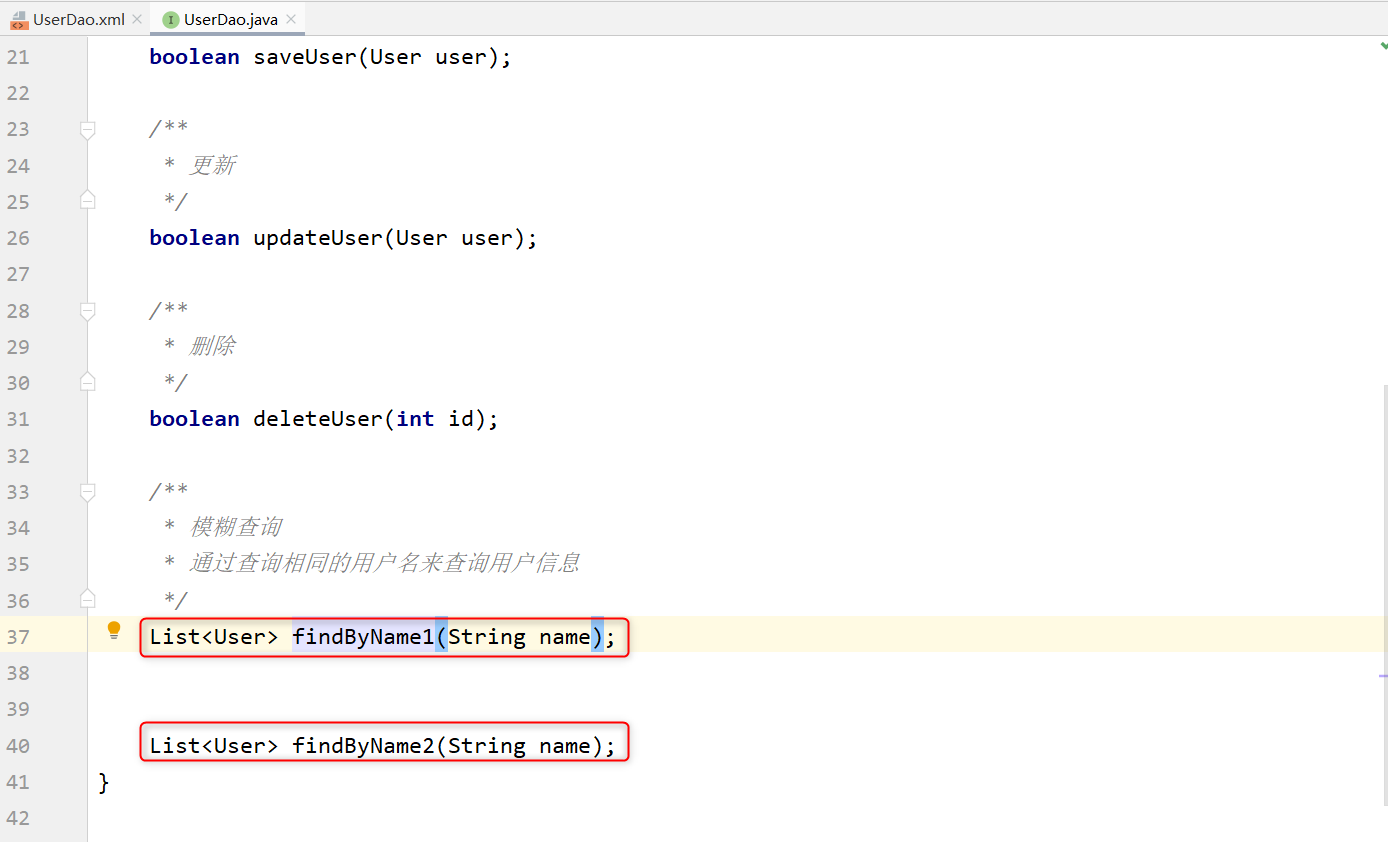 UserDao.xml UserDao.java
21 boolean saveUser(User user);
22
23 /**
24 * 更新
25 */
26 boolean updateUser(User user);
27
28 /**
29 * 删除
30 */
31 boolean deleteUser(int id);
32
33 /**
34 * 模糊查询
35 * 通过查询相同的用户名来查询用户信息
36 */
37 List<User> findByName1(String name);
38
39
40 List<User> findByName2(String name);
41 }
42